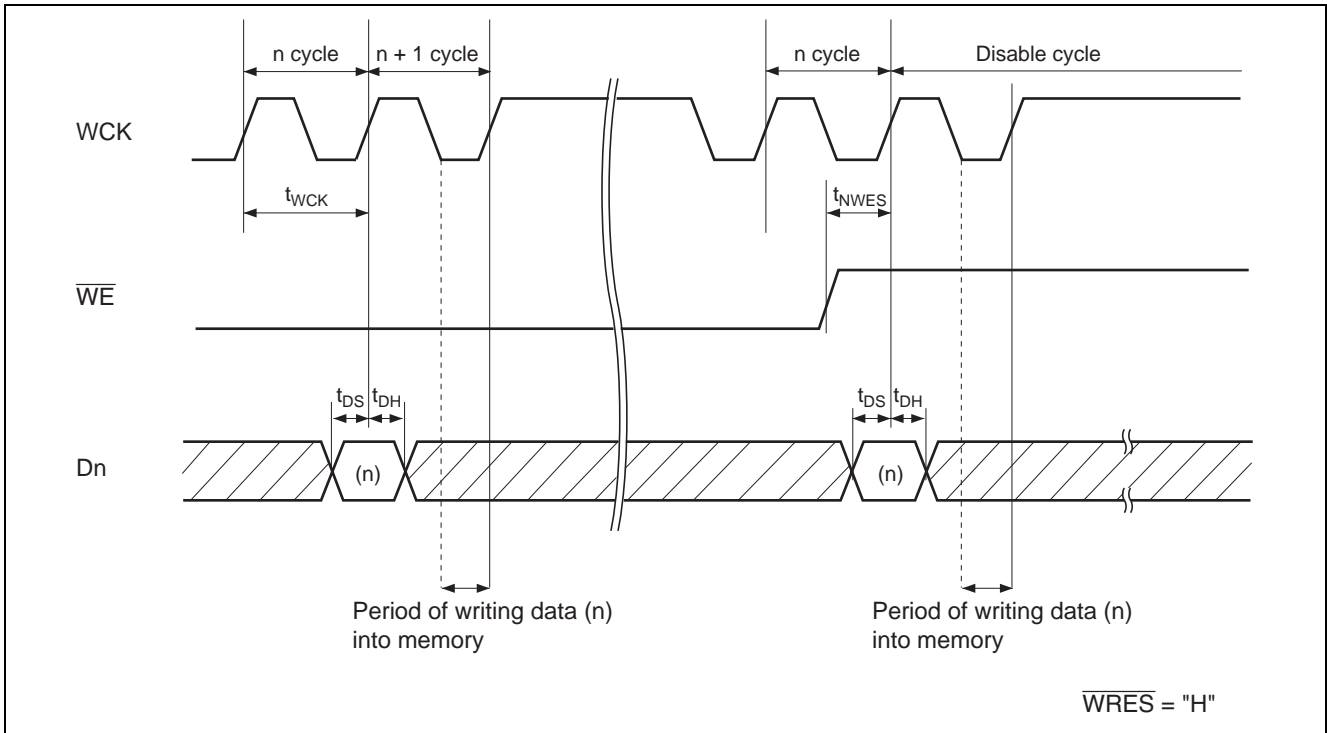 n cycle
n + 1 cycle
n cycle
Disable cycle
WCK
tWCK
tNWES
WE
tDS
tDH
tDS
tDH
Dn
(n)
(n)
Period of writing data (n)
into memory
Period of writing data (n)
into memory
WRES = "H"